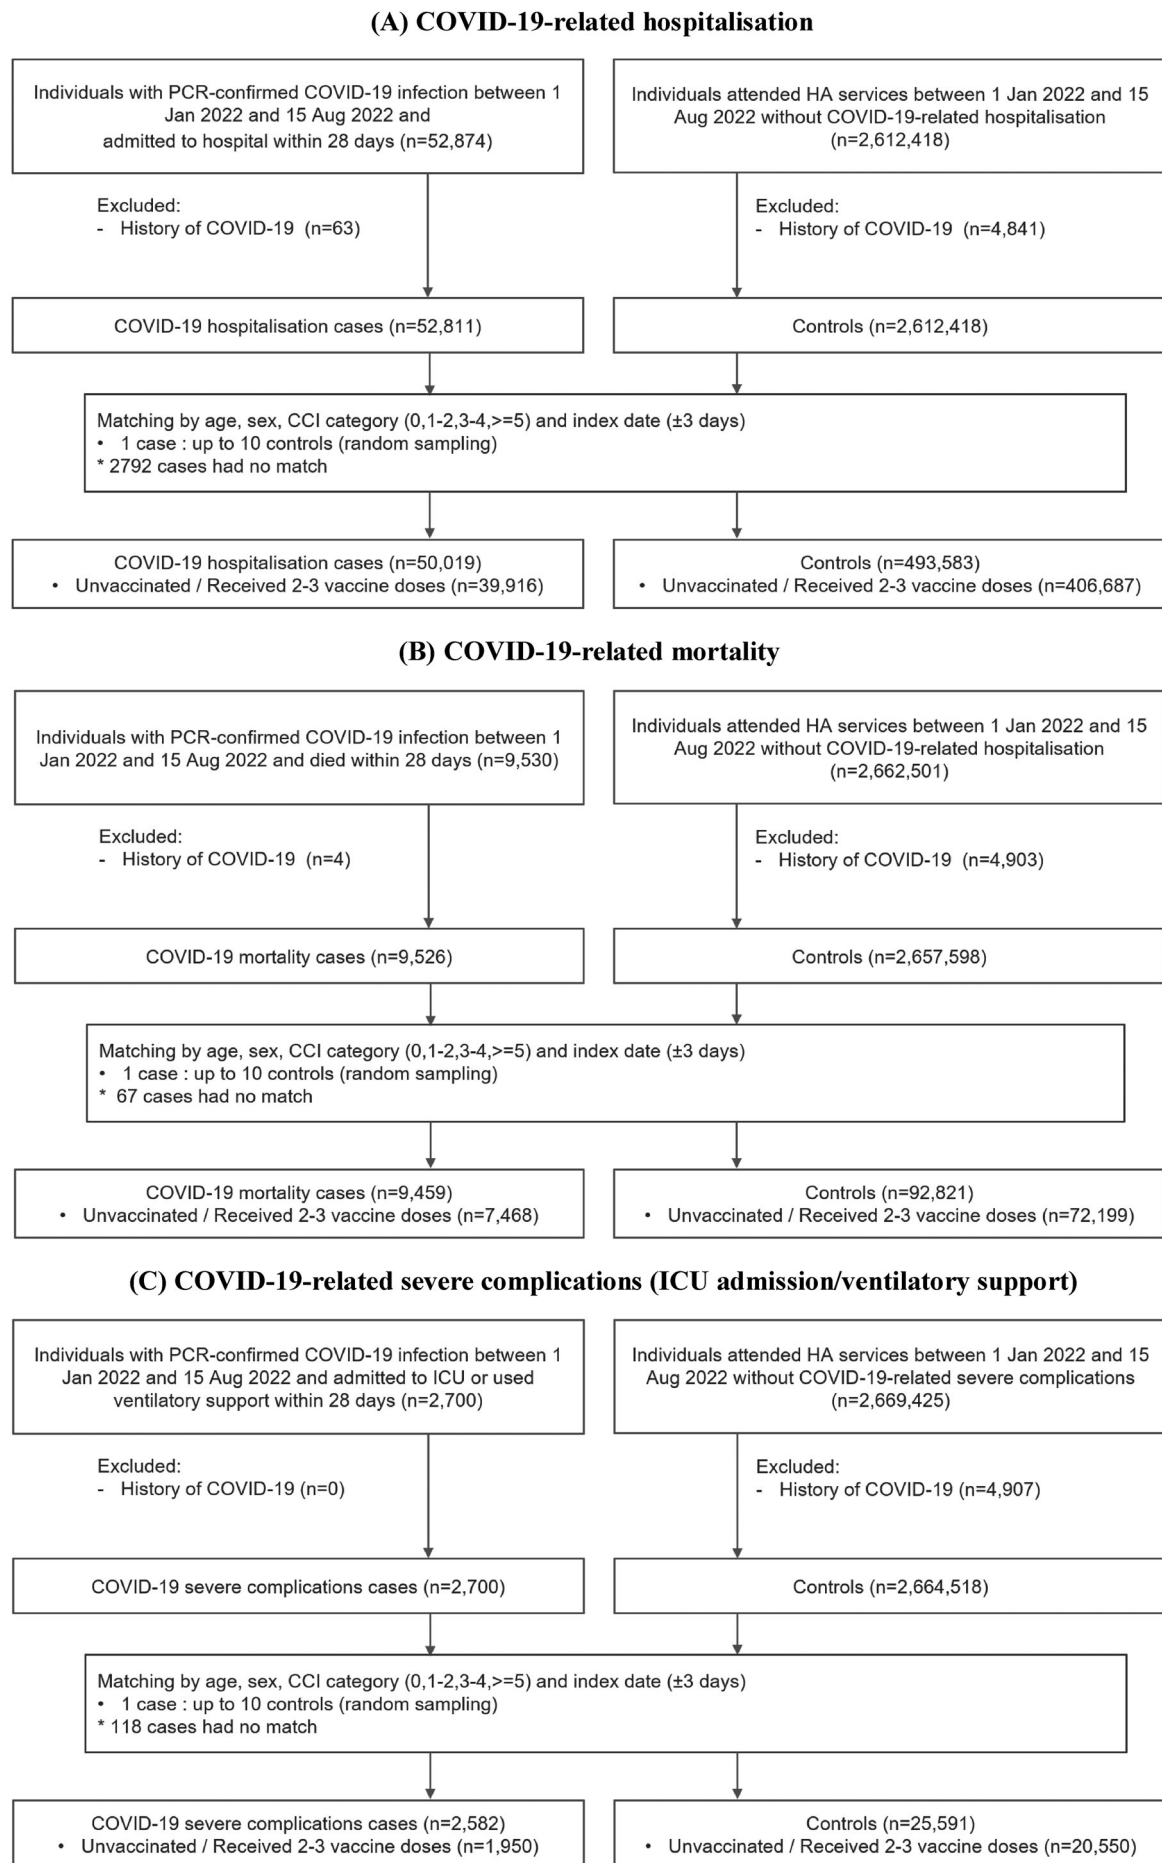 (A) COVID-19-related hospitalisation
Individuals with PCR-confirmed COVID-19 infection between 1
Jan 2022 and 15 Aug 2022 and
admitted to hospital within 28 days (n=52,874)
Individuals attended HA services between 1 Jan 2022 and 15
Aug 2022 without COVID-19-related hospitalisation
(n=2,612,418)
Excluded:
- History of COVID-19 (n=63)
Excluded:
- History of COVID-19 (n=4,841)
COVID-19 hospitalisation cases (n=52,811)
Controls (n=2,612,418)
Matching by age, sex, CCI category (0,1-2,3-4,>=5) and index date (±3 days)
• 1 case : up to 10 controls (random sampling)
* 2792 cases had no match
COVID-19 hospitalisation cases (n=50,019)
• Unvaccinated / Received 2-3 vaccine doses (n=39,916)
Controls (n=493,583)
• Unvaccinated / Received 2-3 vaccine doses (n=406,687)
(B) COVID-19-related mortality
Individuals with PCR-confirmed COVID-19 infection between 1
Jan 2022 and 15 Aug 2022 and died within 28 days (n=9,530)
Individuals attended HA services between 1 Jan 2022 and 15
Aug 2022 without COVID-19-related hospitalisation
(n=2,662,501)
Excluded:
- History of COVID-19 (n=4)
Excluded:
- History of COVID-19 (n=4,903)
COVID-19 mortality cases (n=9,526)
Controls (n=2,657,598)
Matching by age, sex, CCI category (0,1-2,3-4,>=5) and index date (±3 days)
• 1 case : up to 10 controls (random sampling)
* 67 cases had no match
COVID-19 mortality cases (n=9,459)
• Unvaccinated / Received 2-3 vaccine doses (n=7,468)
Controls (n=92,821)
• Unvaccinated / Received 2-3 vaccine doses (n=72,199)
(C) COVID-19-related severe complications (ICU admission/ventilatory support)
Individuals with PCR-confirmed COVID-19 infection between 1
Jan 2022 and 15 Aug 2022 and admitted to ICU or used
ventilatory support within 28 days (n=2,700)
Individuals attended HA services between 1 Jan 2022 and 15
Aug 2022 without COVID-19-related severe complications
(n=2,669,425)
Excluded:
- History of COVID-19 (n=0)
Excluded:
- History of COVID-19 (n=4,907)
COVID-19 severe complications cases (n=2,700)
Controls (n=2,664,518)
Matching by age, sex, CCI category (0,1-2,3-4,>=5) and index date (±3 days)
• 1 case : up to 10 controls (random sampling)
* 118 cases had no match
COVID-19 severe complications cases (n=2,582)
• Unvaccinated / Received 2-3 vaccine doses (n=1,950)
Controls (n=25,591)
• Unvaccinated / Received 2-3 vaccine doses (n=20,550)